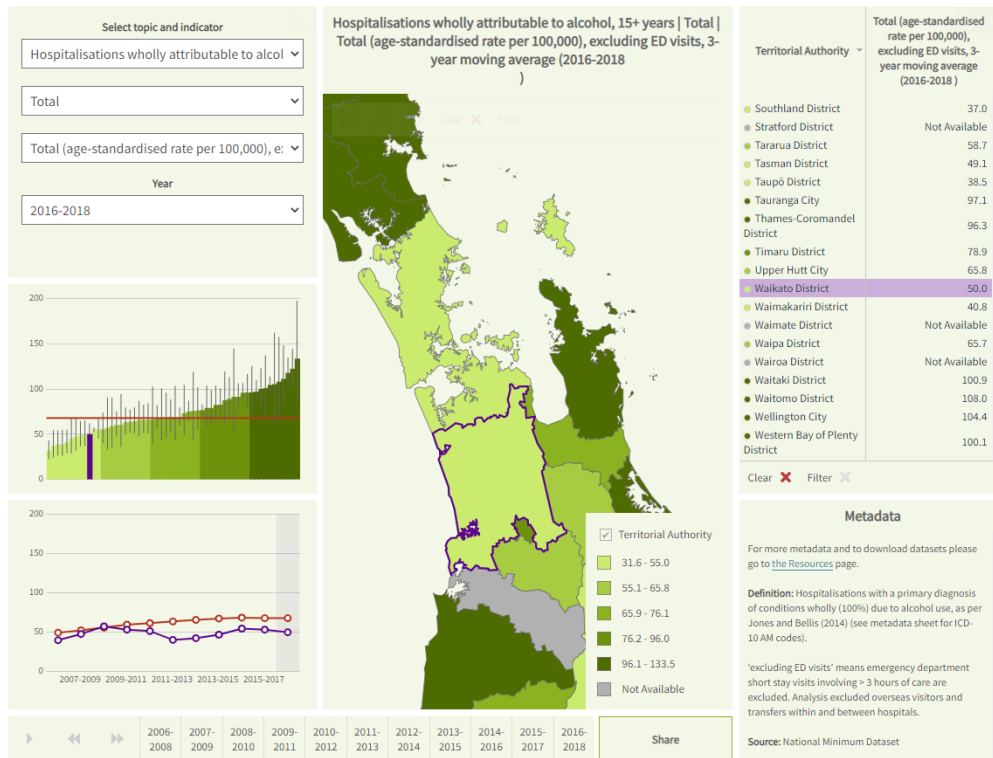 Select topic and indicator
Hospitalisations wholly attributable to alcol
Total
Total (age-standardised rate per 100,000), e:
Year
2016-2018
200
150
100
50
0
200
150
100
50
0
2007-2009 2009-2011 2011-2013 2013-2015 2015-2017
Hospitalisations wholly attributable to alcohol, 15+ years | Total |
Total (age-standardised rate per 100,000), excluding ED visits, 3-
year moving average (2016-2018
)
Clear Filter
Territorial Authority
31.6 - 55.0
55.1 - 65.8
65.9 - 76.1
76.2 - 96.0
96.1 - 133.5
Not Available
Territorial Authority
Total (age-standardised
rate per 100,000),
excluding ED visits, 3-
year moving average
(2016-2018 )
Southland District 37.0
Stratford District Not Available
Tararua District 58.7
Tasman District 49.1
Taupō District 38.5
Tauranga City 97.1
Thames-Coromandel
District 96.3
Timaru District 78.9
Upper Hutt City 65.8
Waikato District 50.0
Waimakariri District 40.8
Waimate District Not Available
Waipa District 65.7
Wairoa District Not Available
Waitaki District 100.9
Waitomo District 108.0
Wellington City 104.4
Western Bay of Plenty
District 100.1
Clear Filter
Metadata
For more metadata and to download datasets please
go to the Resources page.
Definition: Hospitalisations with a primary diagnosis
of conditions wholly (100%) due to alcohol use, as per
Jones and Bellis (2014) (see metadata sheet for ICD-
10 AM codes).
‘excluding ED visits’ means emergency department
short stay visits involving > 3 hours of care are
excluded. Analysis excluded overseas visitors and
transfers within and between hospitals.
Source: National Minimum Dataset
2006-
2008
2007-
2009
2008-
2010
2009-
2011
2010-
2012
2011-
2013
2012-
2014
2013-
2015
2014-
2016
2015-
2017
2016-
2018
Share